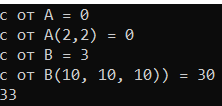 с от A = 0
с от A(2,2) = 0
с от B = 3
с от B(10, 10, 10)) = 30
33